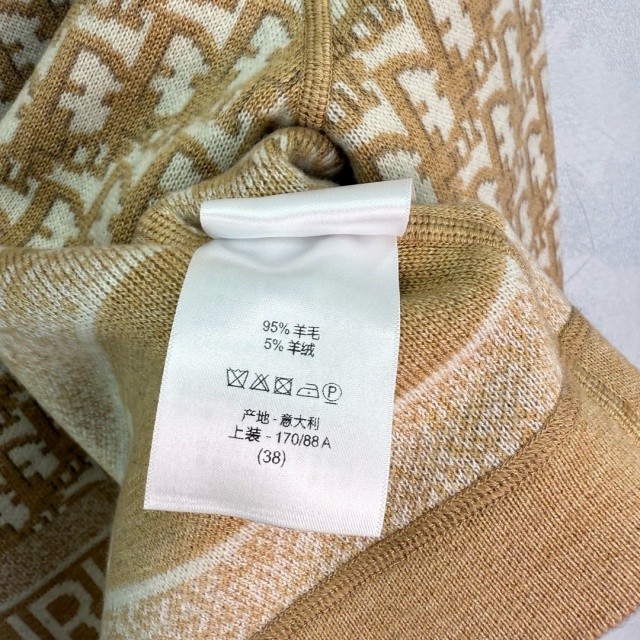 95% 羊毛
5% 羊绒
P
产地 - 意大利
上装 - 170/88 A
(38)